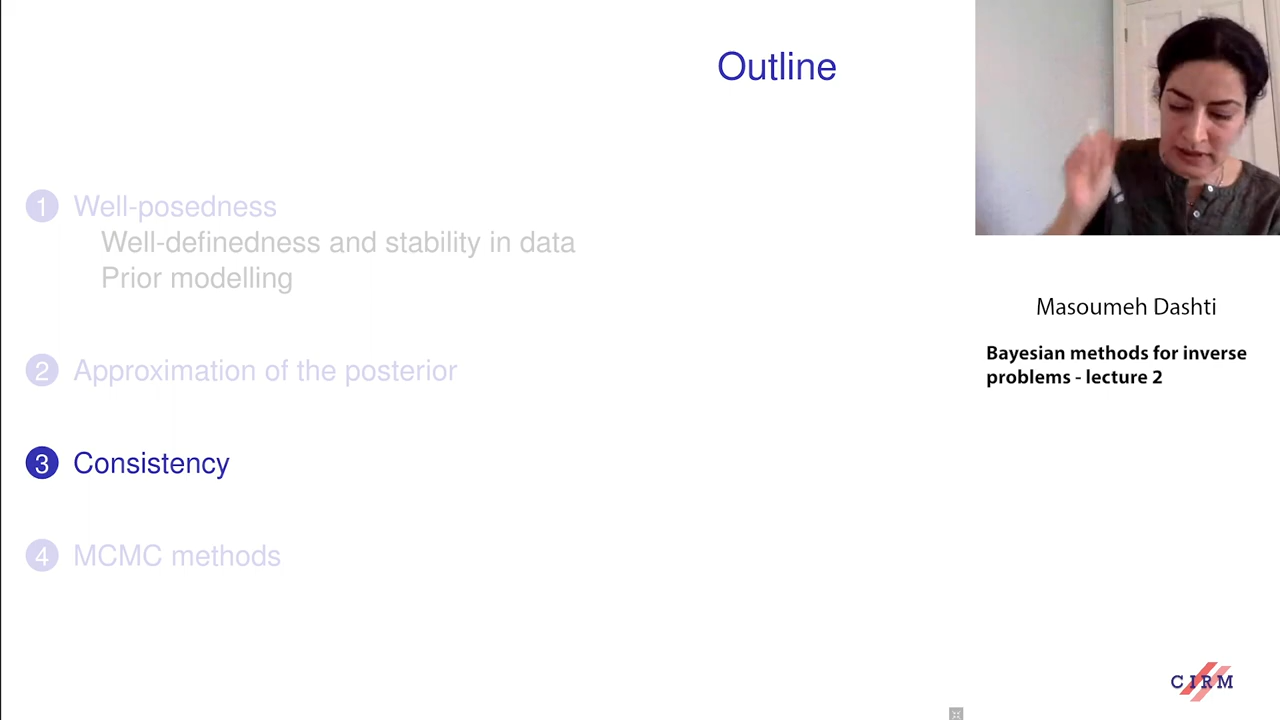 Outline
1 Well-posedness
Well-definedness and stability in data
Prior modelling
2 Approximation of the posterior
3 Consistency
4 MCMC methods
Masoumeh Dashti
Bayesian methods for inverse
problems - lecture 2
CIRM